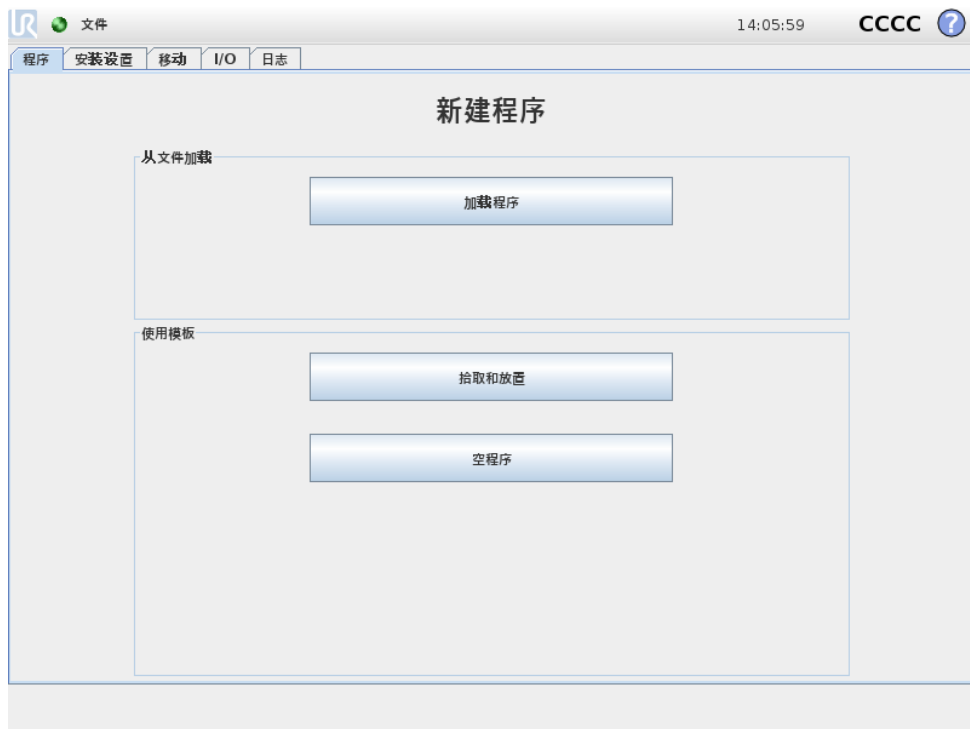 UR 文件 14:05:59 CCCC ?
程序 安装设置 移动 I/O 日志
新建程序
从文件加载
加载程序
使用模板
拾取和放置
空程序